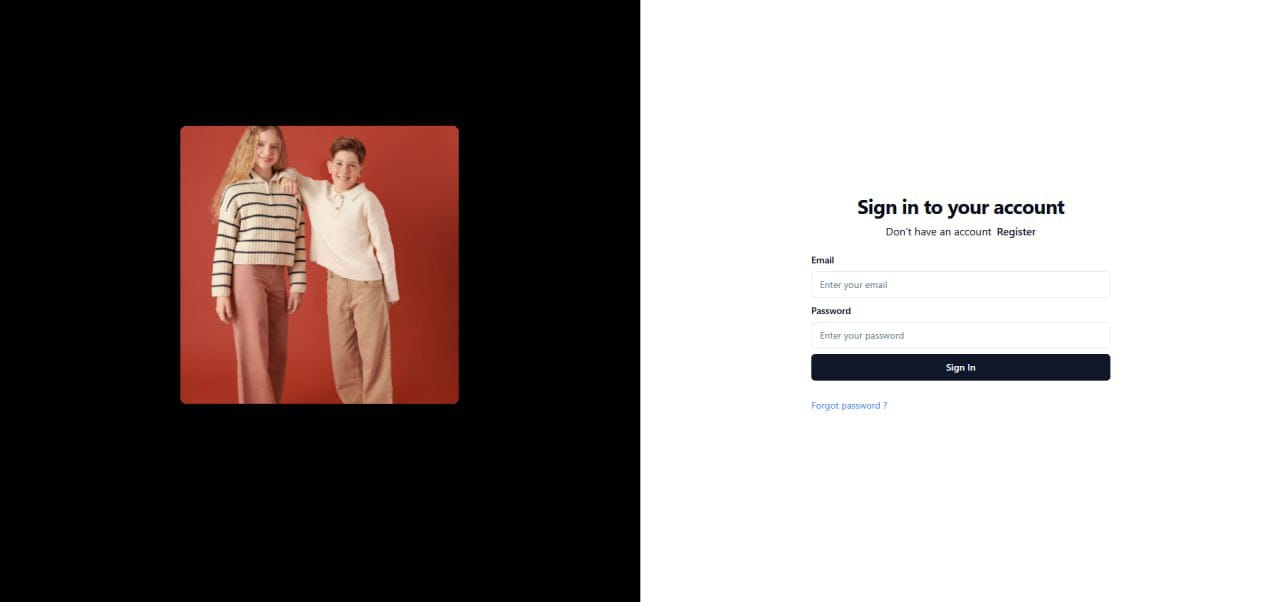 Sign in to your account
Don't have an account Register
Email
Enter your email
Password
Enter your password
Sign In
Forgot password ?